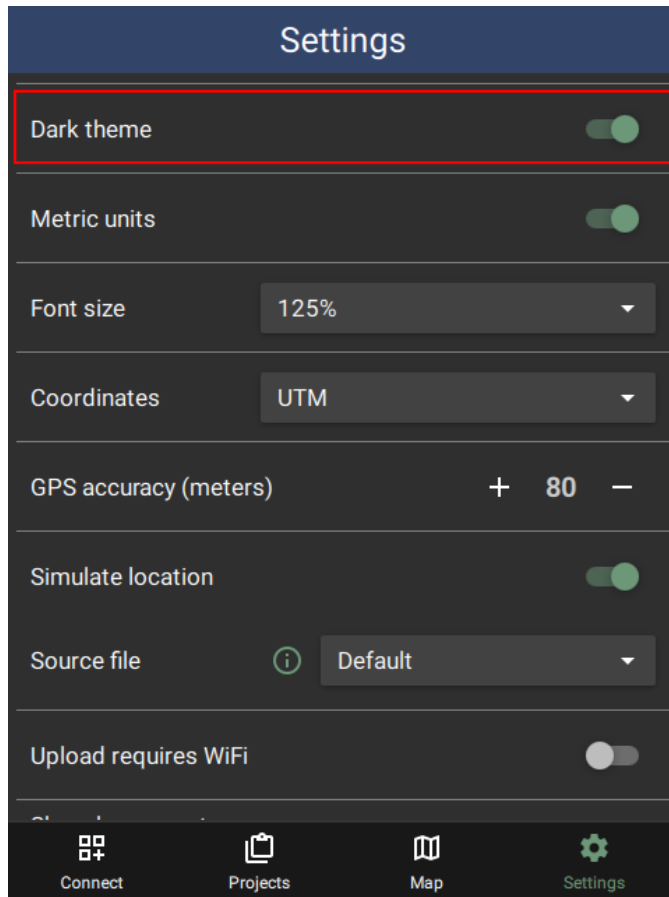 Settings
Dark theme
Metric units
Font size 125%
Coordinates UTM
GPS accuracy (meters) + 80 −
Simulate location
Source file Default
Upload requires WiFi
Connect Projects Map Settings